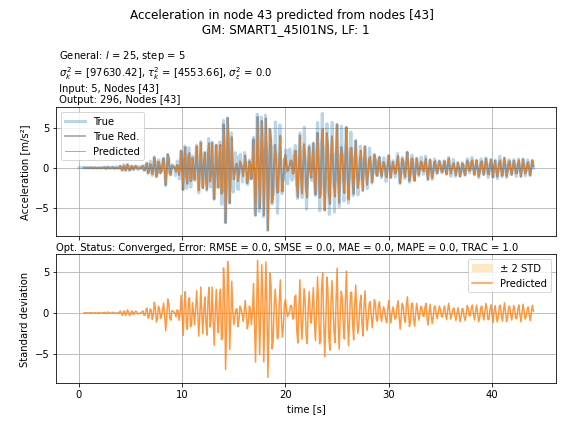 Acceleration in node 43 predicted from nodes [43]
GM: SMART1_45I01NS, LF: 1
General: l = 25, step = 5
σ²ₖ = [97630.42], τ²ₖ = [4553.66], σ²ε = 0.0
Input: 5, Nodes [43]
Output: 296, Nodes [43]
Acceleration [m/s²]
5
0
−5
True
True Red.
Predicted
Opt. Status: Converged, Error: RMSE = 0.0, SMSE = 0.0, MAE = 0.0, MAPE = 0.0, TRAC = 1.0
Standard deviation
5
0
−5
± 2 STD
Predicted
0 10 20 30 40
time [s]